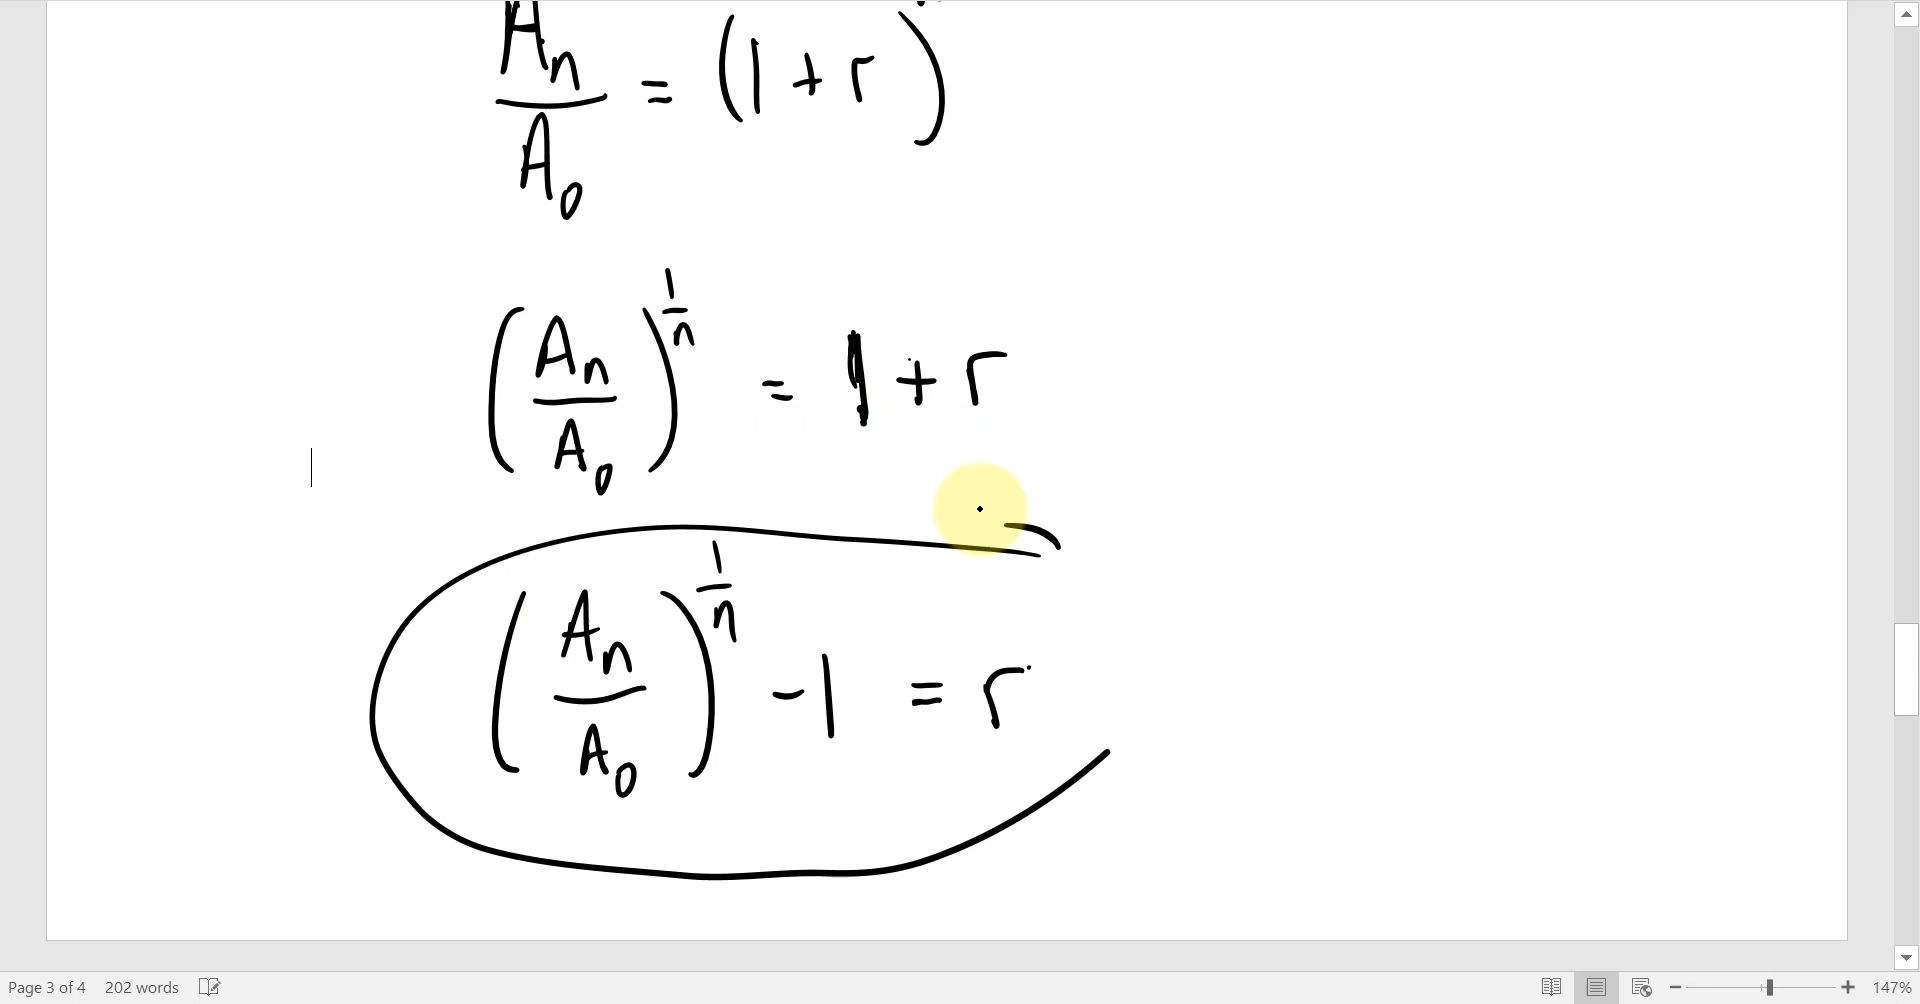 Aₙ/A₀ = (1 + r)
(Aₙ/A₀)^(1/n) = 1 + r
(Aₙ/A₀)^(1/n) - 1 = r
Page 3 of 4 202 words 147%